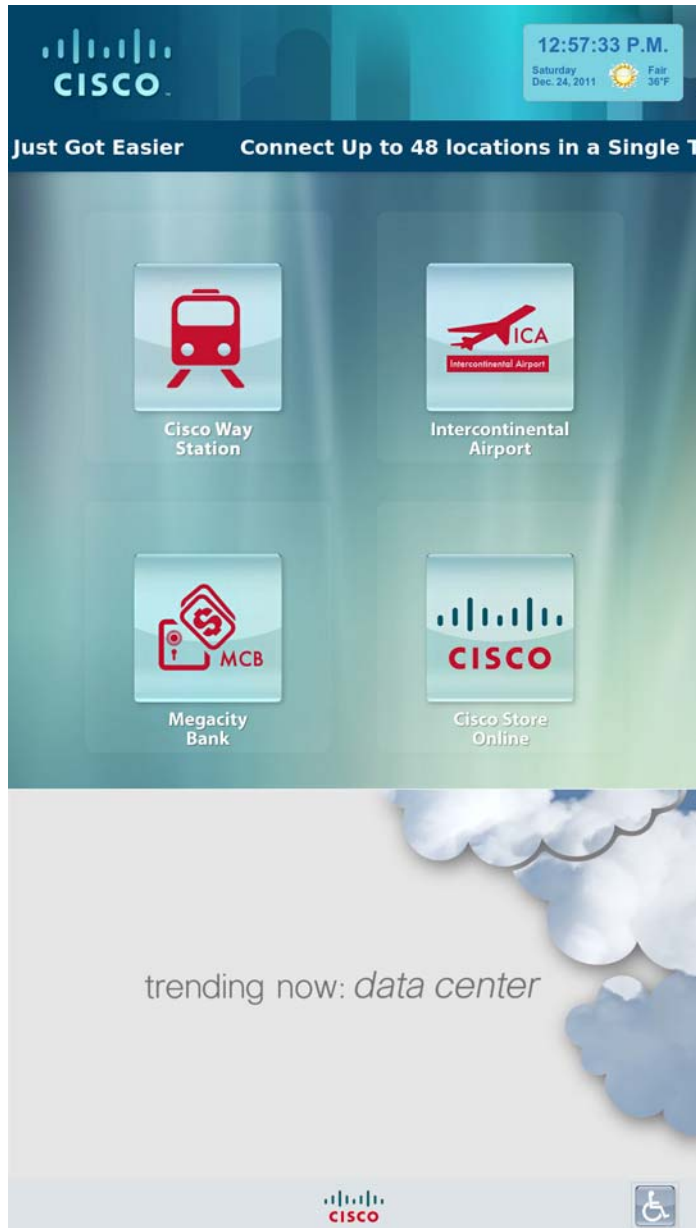 CISCO
12:57:33 P.M.
Saturday
Dec. 24, 2011
Fair
36°F
Just Got Easier Connect Up to 48 locations in a Single T
ICA
Intercontinental Airport
Cisco Way
Station
Intercontinental
Airport
MCB
CISCO
Megacity
Bank
Cisco Store
Online
trending now: data center
CISCO